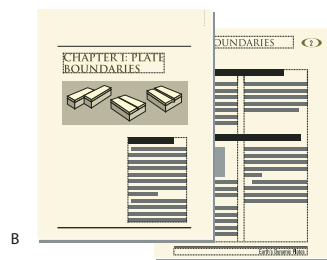 CHAPTER 1: PLATE
BOUNDARIES
OUNDARIES 2
Earth's Dynamic Plates
B